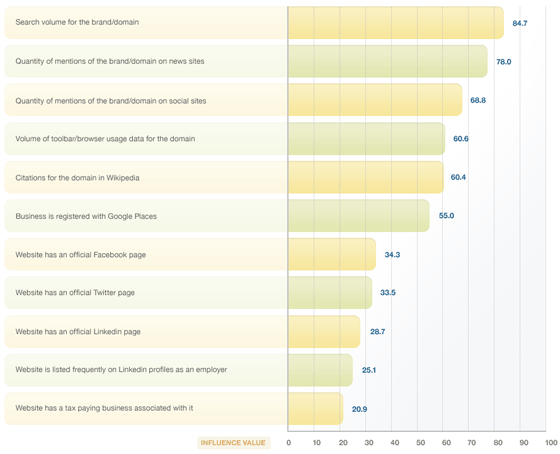 Search volume for the brand/domain 84.7
Quantity of mentions of the brand/domain on news sites 78.0
Quantity of mentions of the brand/domain on social sites 68.8
Volume of toolbar/browser usage data for the domain 60.6
Citations for the domain in Wikipedia 60.4
Business is registered with Google Places 55.0
Website has an official Facebook page 34.3
Website has an official Twitter page 33.5
Website has an official Linkedin page 28.7
Website is listed frequently on Linkedin profiles as an employer 25.1
Website has a tax paying business associated with it 20.9
INFLUENCE VALUE 0 10 20 30 40 50 60 70 80 90 100